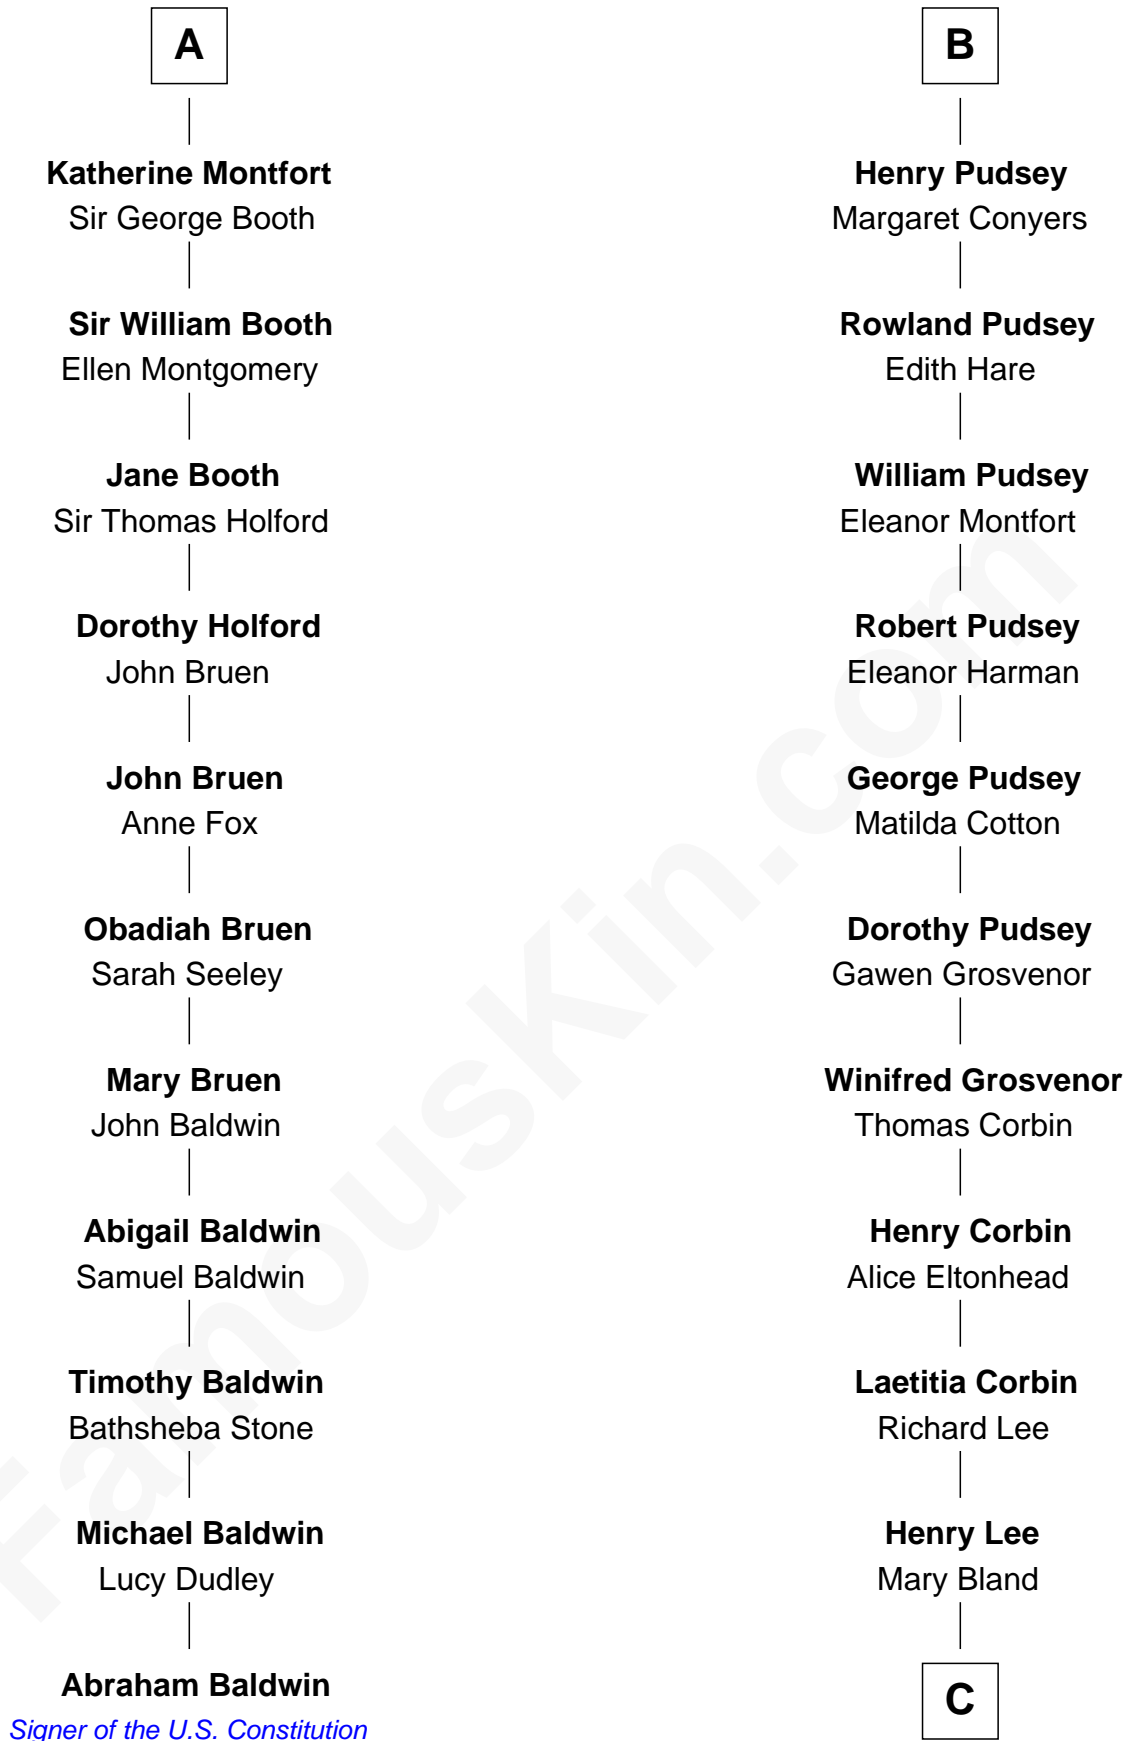 A
Katherine Montfort
Sir George Booth
Sir William Booth
Ellen Montgomery
Jane Booth
Sir Thomas Holford
Dorothy Holford
John Bruen
John Bruen
Anne Fox
Obadiah Bruen
Sarah Seeley
Mary Bruen
John Baldwin
Abigail Baldwin
Samuel Baldwin
Timothy Baldwin
Bathsheba Stone
Michael Baldwin
Lucy Dudley
Abraham Baldwin
Signer of the U.S. Constitution
B
Henry Pudsey
Margaret Conyers
Rowland Pudsey
Edith Hare
William Pudsey
Eleanor Montfort
Robert Pudsey
Eleanor Harman
George Pudsey
Matilda Cotton
Dorothy Pudsey
Gawen Grosvenor
Winifred Grosvenor
Thomas Corbin
Henry Corbin
Alice Eltonhead
Laetitia Corbin
Richard Lee
Henry Lee
Mary Bland
C
FamousKin.com